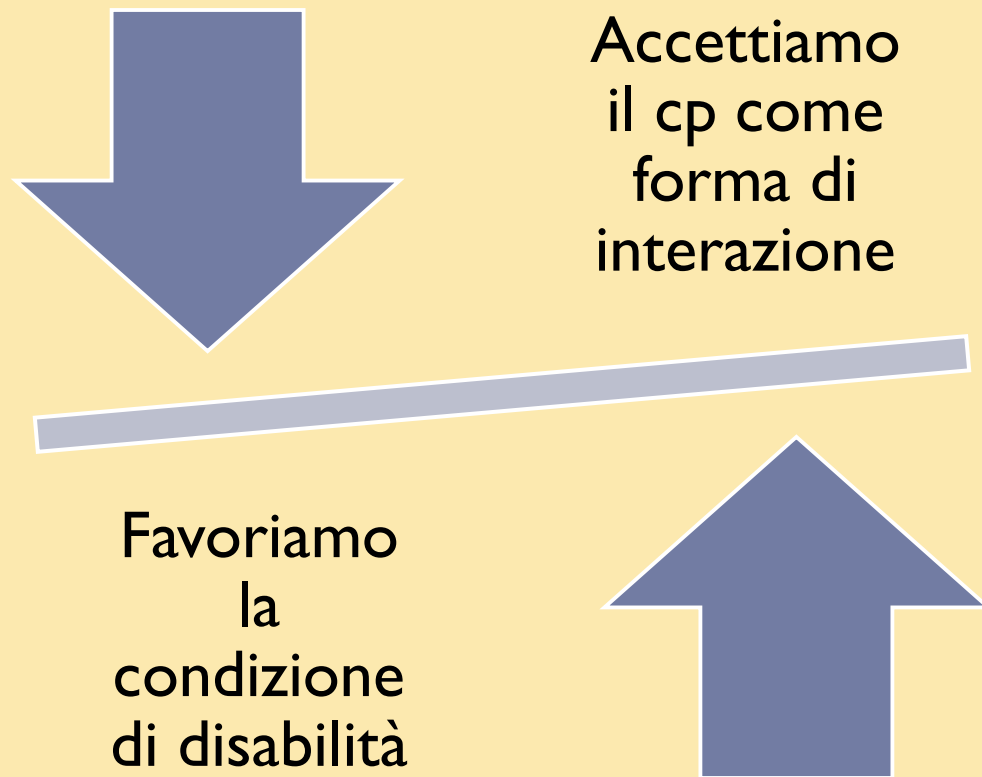 Accettiamo
il cp come
forma di
interazione
Favoriamo
la
condizione
di disabilità